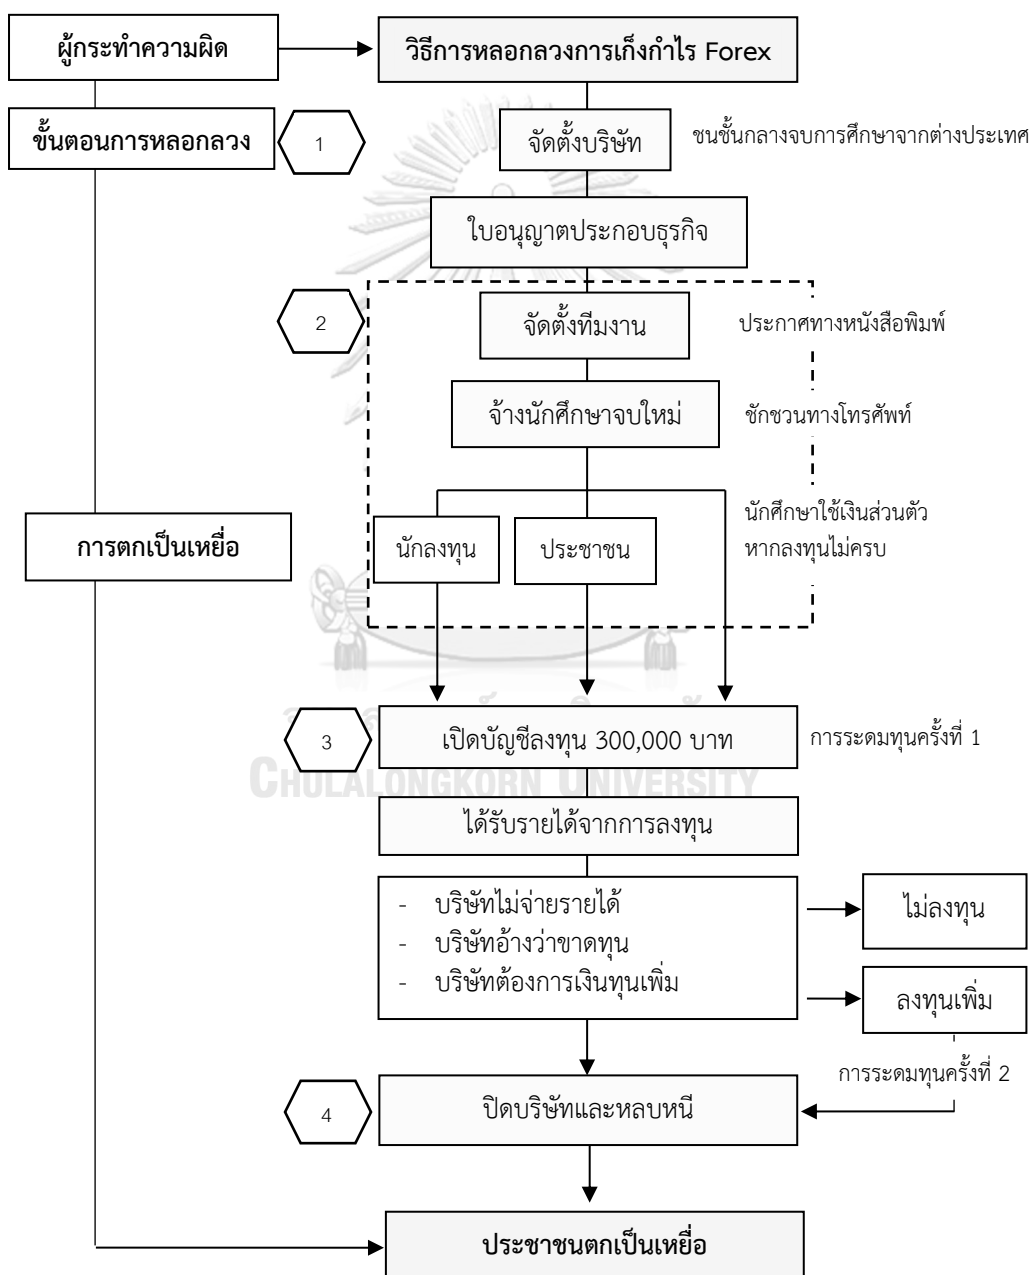 ผู้กระทำความผิด
วิธีการหลอกลวงการเก็งกำไร Forex
ขั้นตอนการหลอกลวง
1
จัดตั้งบริษัท
ชนชั้นกลางจบการศึกษาจากต่างประเทศ
ใบอนุญาตประกอบธุรกิจ
2
จัดตั้งทีมงาน
ประกาศทางหนังสือพิมพ์
จ้างนักศึกษาจบใหม่
ชักชวนทางโทรศัพท์
การตกเป็นเหยื่อ
นักลงทุน
ประชาชน
นักศึกษาใช้เงินส่วนตัว
หากลงทุนไม่ครบ
3
เปิดบัญชีลงทุน 300,000 บาท
การระดมทุนครั้งที่ 1
CHULALONGKORN UNIVERSITY
ได้รับรายได้จากการลงทุน
- บริษัทไม่จ่ายรายได้
- บริษัทอ้างว่าขาดทุน
- บริษัทต้องการเงินทุนเพิ่ม
ไม่ลงทุน
ลงทุนเพิ่ม
การระดมทุนครั้งที่ 2
4
ปิดบริษัทและหลบหนี
ประชาชนตกเป็นเหยื่อ